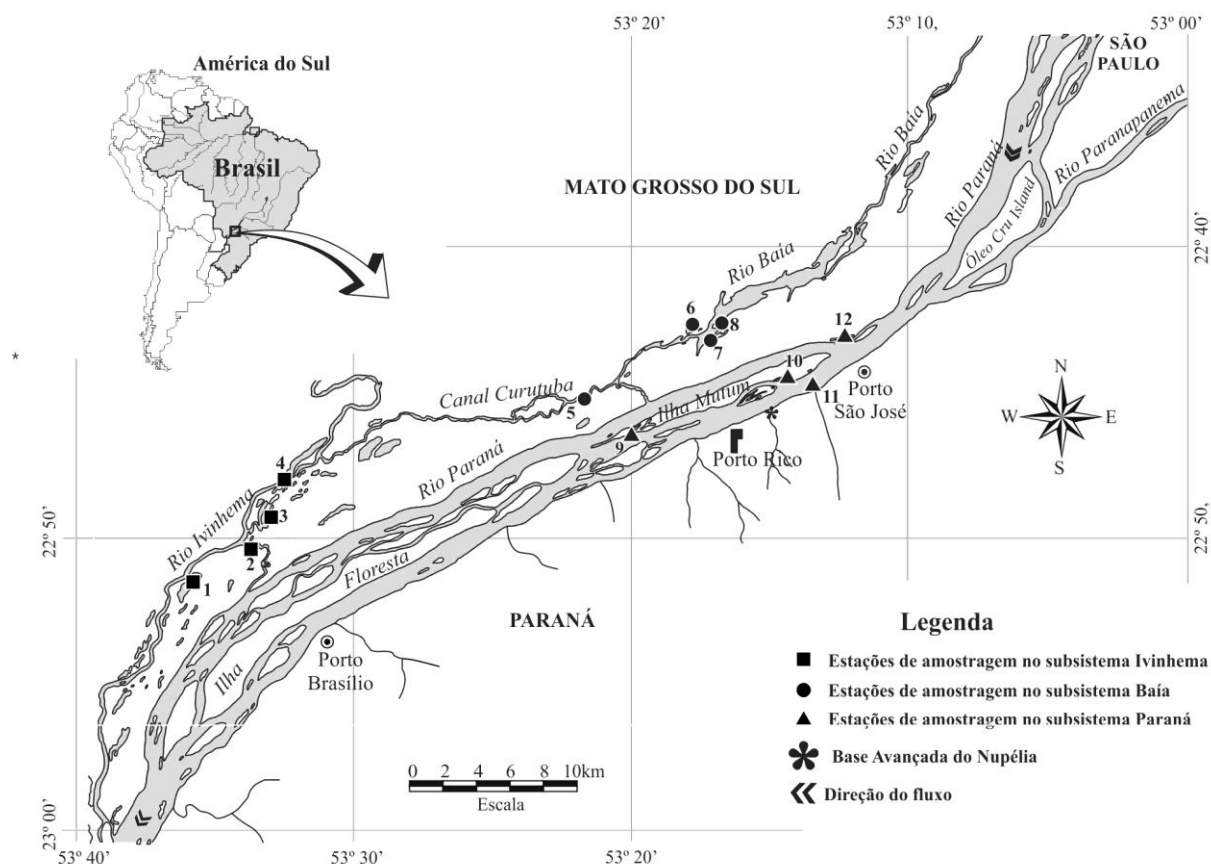 53º 20'
53º 10,
53º 00'
América do Sul
Brasil
SÃO
PAULO
Rio Paranapanema
Rio Baía
Rio Paraná
MATO GROSSO DO SUL
Óleo Cru Island
22º 40'
Rio Baía
6
8
7
12
10
11
Porto
São José
*
Canal Curutuba
5
Ilha Mutum
9
Porto Rico
N
W
E
S
4
Rio Paraná
3
Rio Ivinhema
2
1
22º 50'
22º 50,
Floresta
PARANÁ
Ilha
Porto
Brasílio
Legenda
Estações de amostragem no subsistema Ivinhema
Estações de amostragem no subsistema Baía
Estações de amostragem no subsistema Paraná
Base Avançada do Nupélia
Direção do fluxo
0 2 4 6 8 10km
Escala
23º 00'
53º 40'
53º 30'
53º 20'
53º 10'